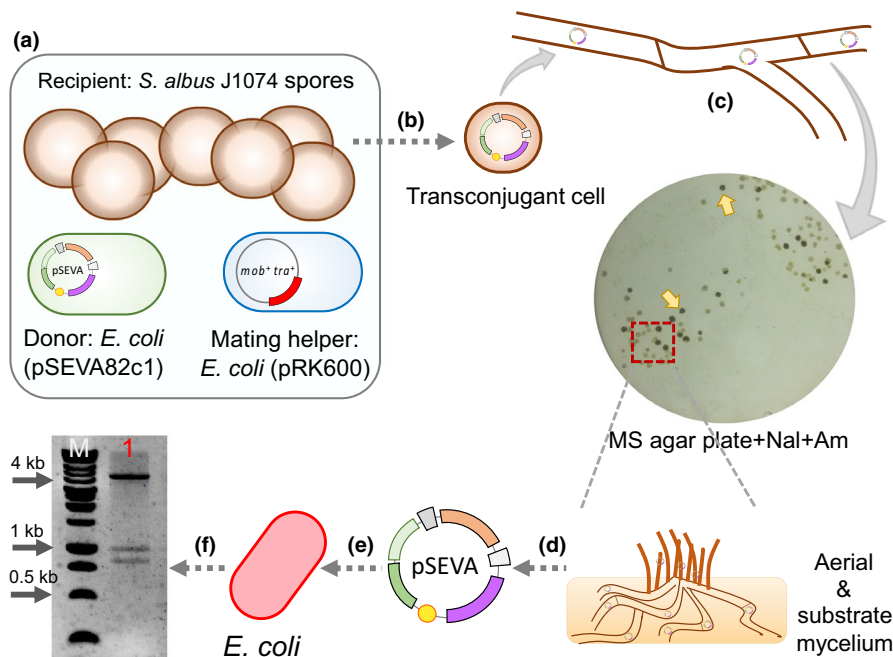 (a)
Recipient: S. albus J1074 spores
pSEVA
mob+ tra+
Donor: E. coli
(pSEVA82c1)
Mating helper:
E. coli (pRK600)
(b)
Transconjugant cell
(c)
MS agar plate+Nal+Am
M
1
4 kb
1 kb
0.5 kb
(f)
E. coli
(e)
pSEVA
(d)
Aerial
&
substrate
mycelium